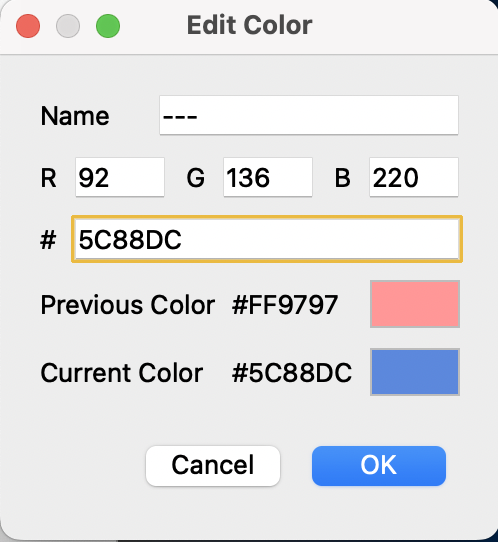 Edit Color
Name ---
R 92 G 136 B 220
# 5C88DC
Previous Color #FF9797
Current Color #5C88DC
Cancel OK